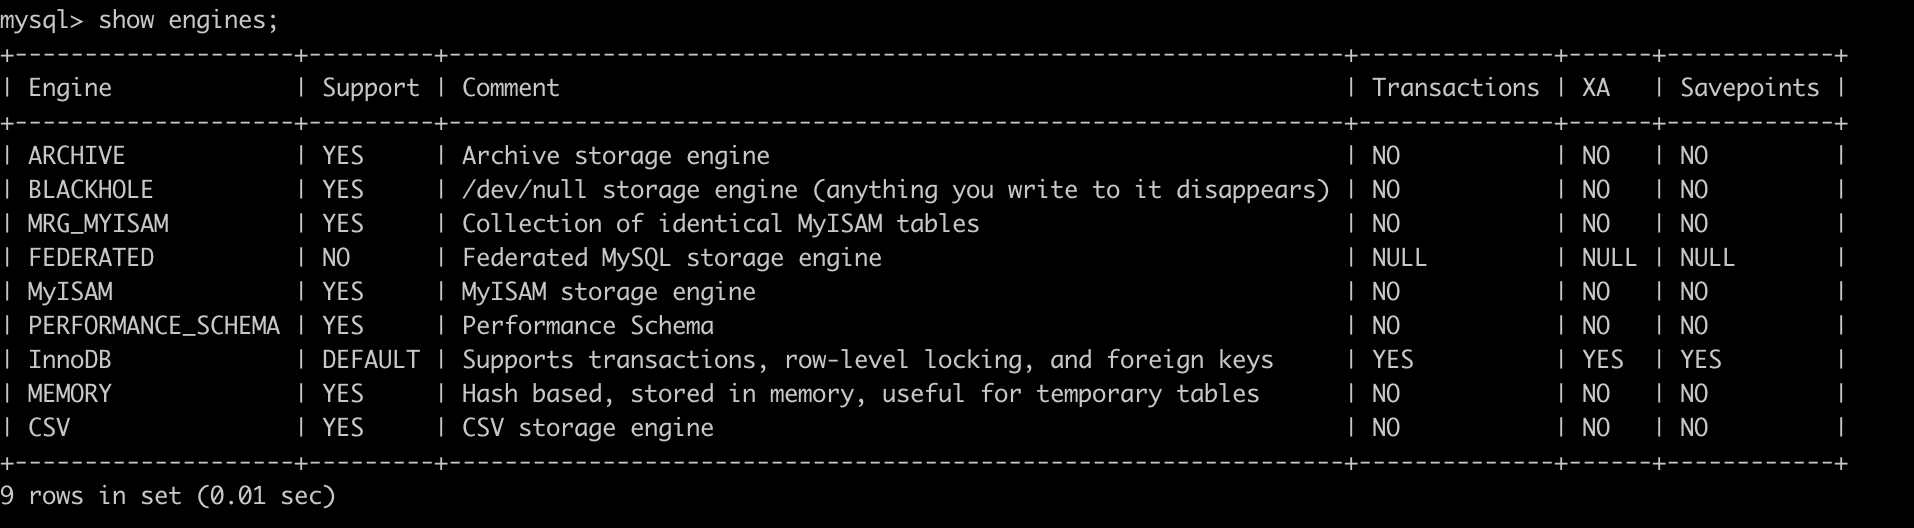 mysql> show engines;
+--------------------+---------+----------------------------------------------------------------+--------------+------+------------+
| Engine             | Support | Comment                                                        | Transactions | XA   | Savepoints |
+--------------------+---------+----------------------------------------------------------------+--------------+------+------------+
| ARCHIVE            | YES     | Archive storage engine                                         | NO           | NO   | NO         |
| BLACKHOLE          | YES     | /dev/null storage engine (anything you write to it disappears) | NO           | NO   | NO         |
| MRG_MYISAM         | YES     | Collection of identical MyISAM tables                          | NO           | NO   | NO         |
| FEDERATED          | NO      | Federated MySQL storage engine                                 | NULL         | NULL | NULL       |
| MyISAM             | YES     | MyISAM storage engine                                          | NO           | NO   | NO         |
| PERFORMANCE_SCHEMA | YES     | Performance Schema                                             | NO           | NO   | NO         |
| InnoDB             | DEFAULT | Supports transactions, row-level locking, and foreign keys     | YES          | YES  | YES        |
| MEMORY             | YES     | Hash based, stored in memory, useful for temporary tables      | NO           | NO   | NO         |
| CSV                | YES     | CSV storage engine                                             | NO           | NO   | NO         |
+--------------------+---------+----------------------------------------------------------------+--------------+------+------------+
9 rows in set (0.01 sec)